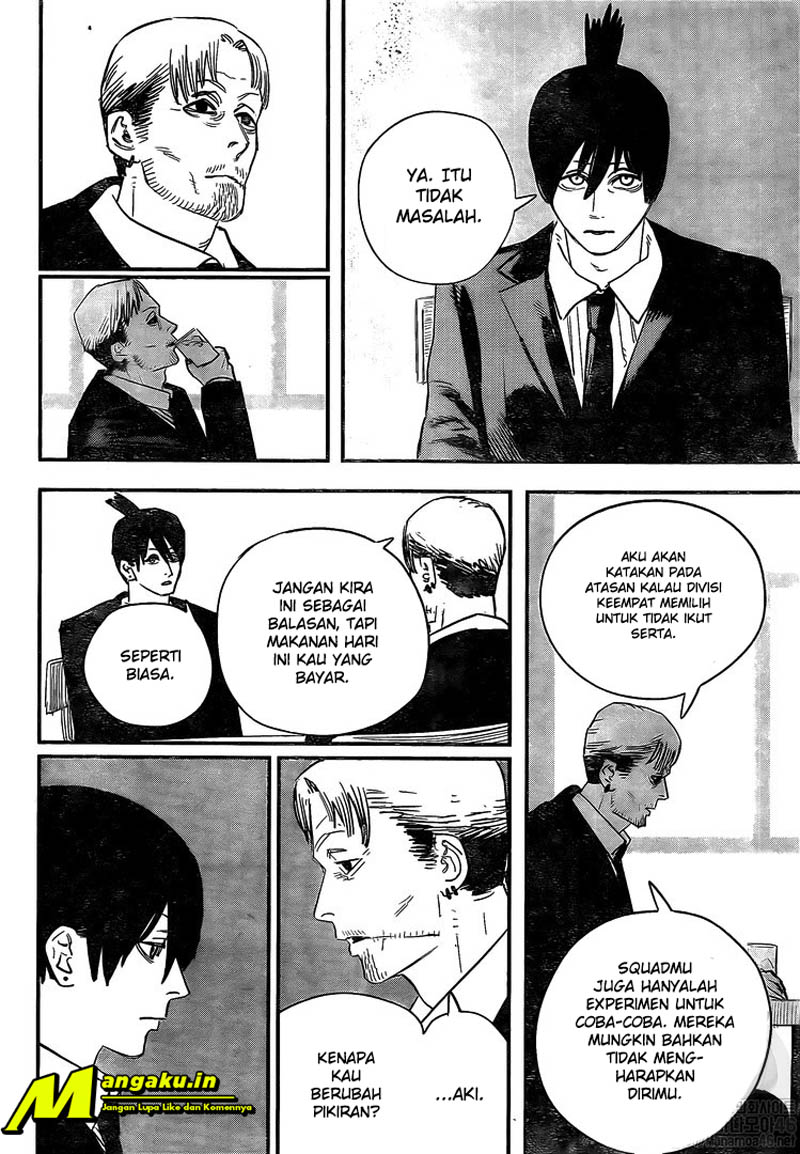 YA. ITU
TIDAK
MASALAH.
AKU AKAN
KATAKAN PADA
ATASAN KALAU DIVISI
KEEMPAT MEMILIH
UNTUK TIDAK IKUT
SERTA.
JANGAN KIRA
INI SEBAGAI
BALASAN, TAPI
MAKANAN HARI
INI KAU YANG
BAYAR.
SEPERTI
BIASA.
SQUADMU
JUGA HANYALAH
EXPERIMEN UNTUK
COBA-COBA. MEREKA
MUNGKIN BAHKAN
TIDAK MENG-
HARAPKAN
DIRIMU.
...AKI.
KENAPA
KAU
BERUBAH
PIKIRAN?
Mangaku.in
Jangan Lupa Like dan Komennya